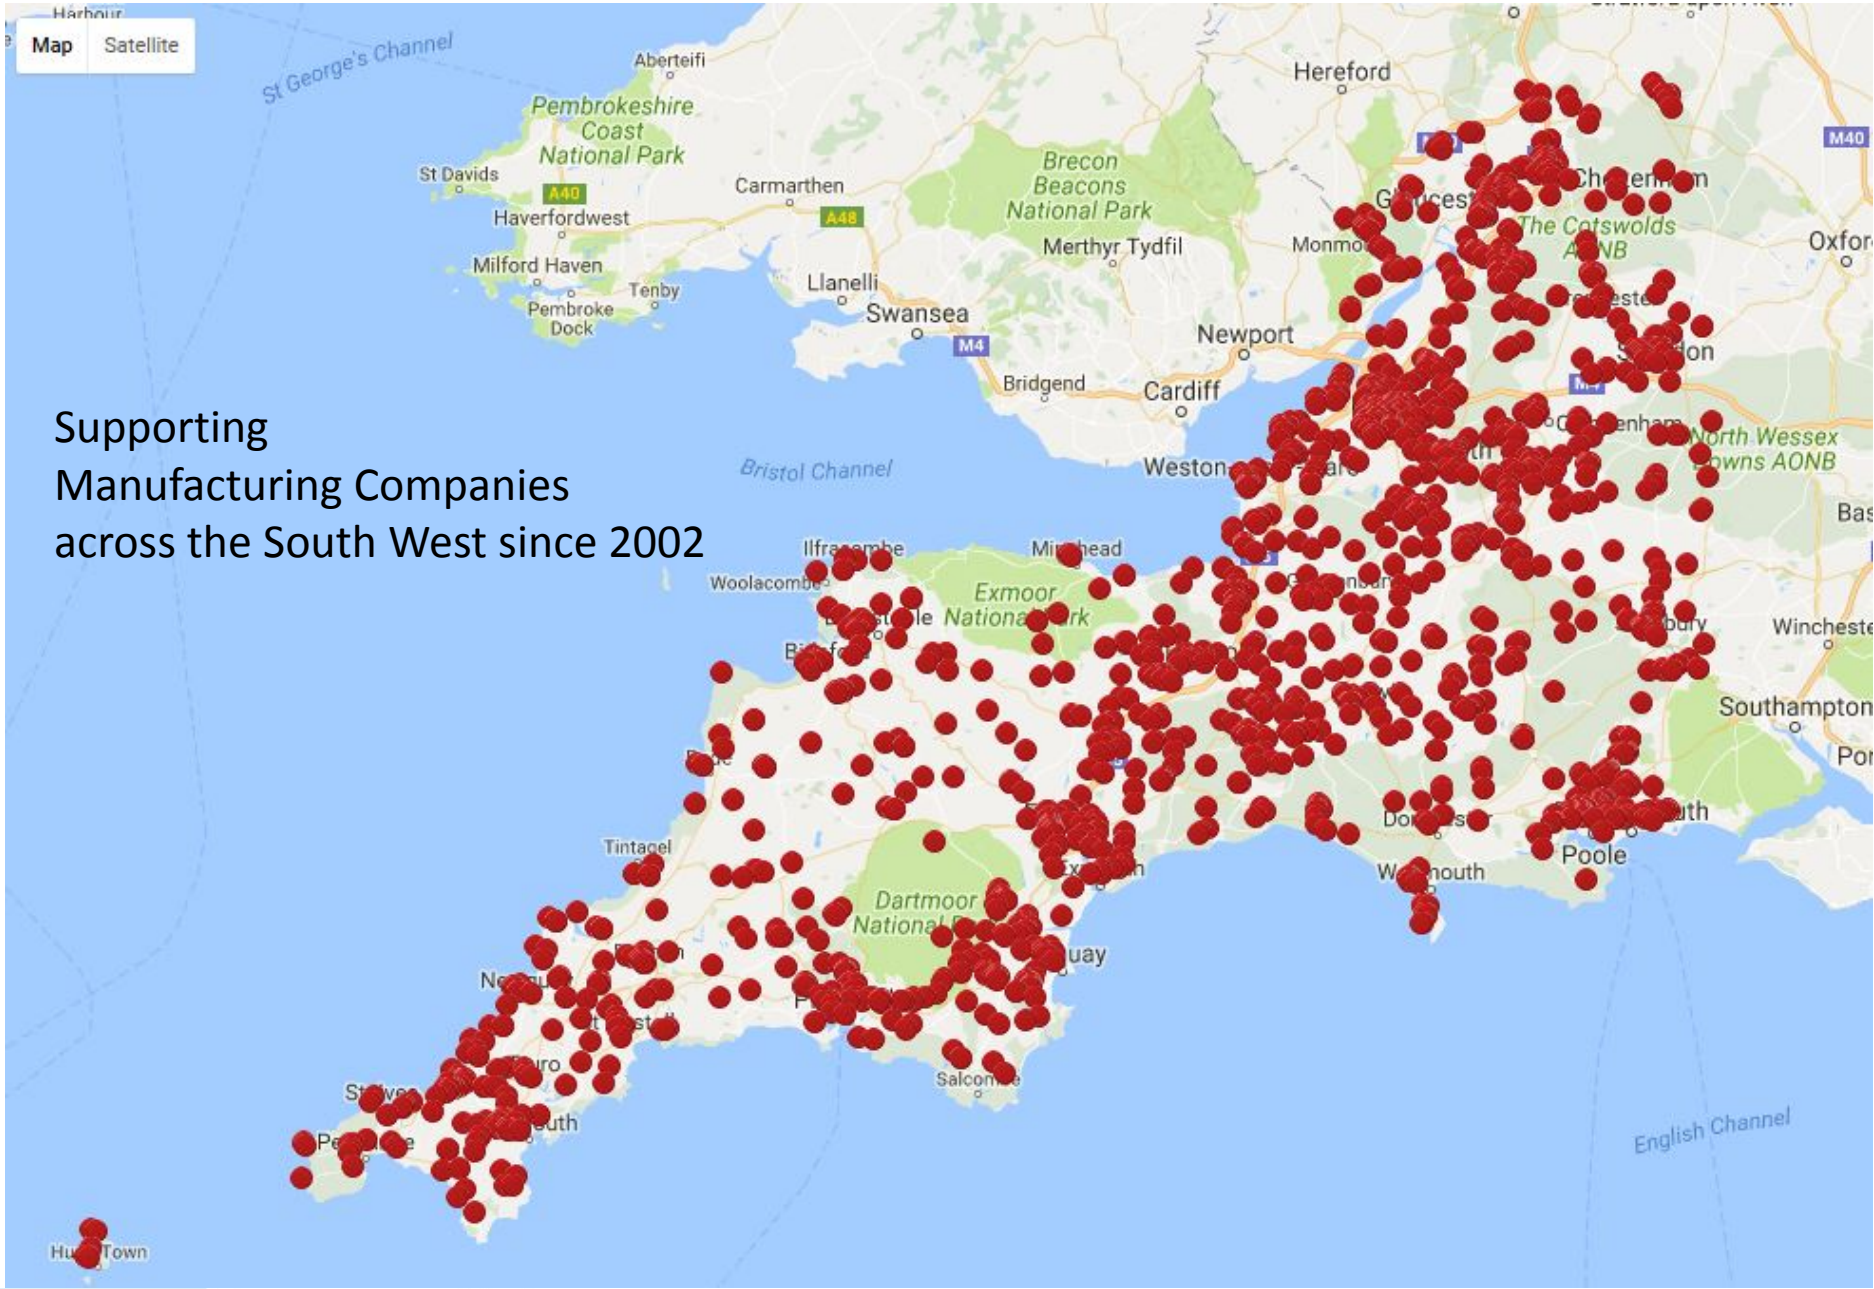 Harbour
Map Satellite
St George's Channel
Aberteifi
Hereford
Pembrokeshire
Coast
National Park
M40
St Davids
A40
Haverfordwest
Carmarthen
A48
Brecon
Beacons
National Park
The Cotswolds
Merthyr Tydfil
Milford Haven
Tenby
Pembroke
Dock
Llanelli
Swansea
M4
Newport
Bridgend
Cardiff
Supporting
Manufacturing Companies
across the South West since 2002
Bristol Channel
North Wessex
Downs AONB
Woolacombe
Exmoor
National
Winchester
Southampton
Tintagel
Poole
Dartmoor
National
Salcombe
English Channel
Town